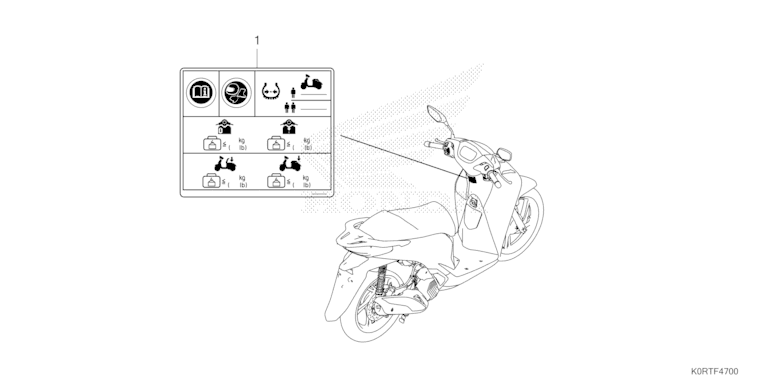 1
kg kg
≤ ( lb) ≤ ( lb)
kg kg
≤ ( lb) ≤ ( lb)
K0RTF4700